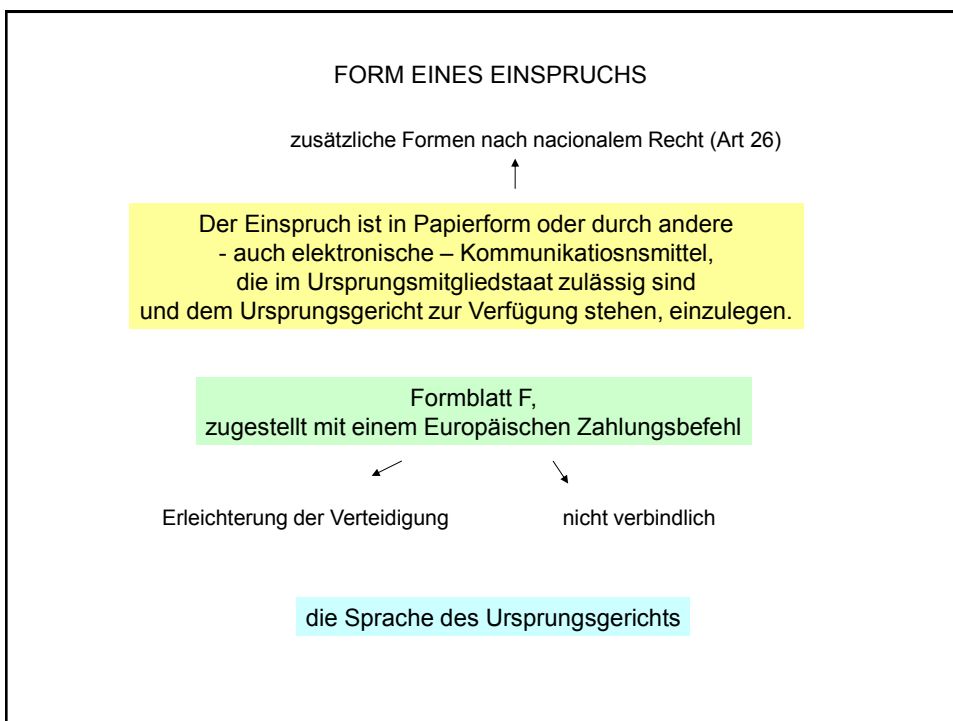 FORM EINES EINSPRUCHS
zusätzliche Formen nach nacionalem Recht (Art 26)
Der Einspruch ist in Papierform oder durch andere
- auch elektronische – Kommunikatiosnsmittel,
die im Ursprungsmitgliedstaat zulässig sind
und dem Ursprungsgericht zur Verfügung stehen, einzulegen.
Formblatt F,
zugestellt mit einem Europäischen Zahlungsbefehl
Erleichterung der Verteidigung nicht verbindlich
die Sprache des Ursprungsgerichts